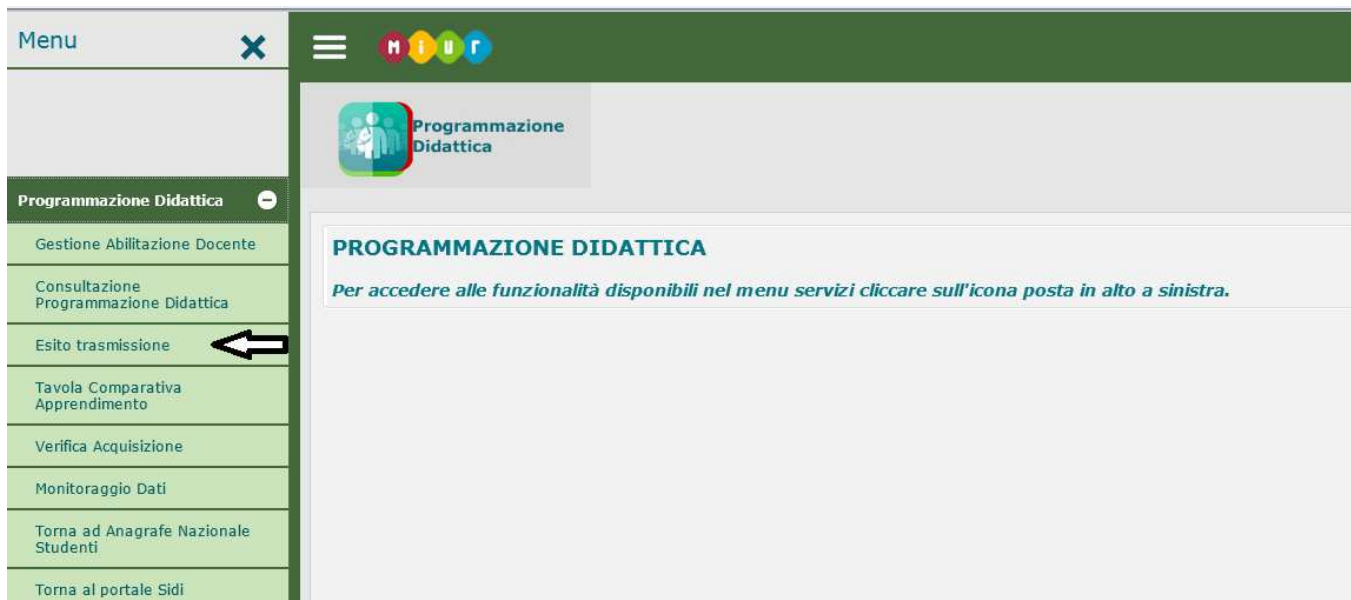 Menu
MIUr
Programmazione
Didattica
Programmazione Didattica
Gestione Abilitazione Docente
Consultazione
Programmazione Didattica
Esito trasmissione
Tavola Comparativa
Apprendimento
Verifica Acquisizione
Monitoraggio Dati
Torna ad Anagrafe Nazionale
Studenti
Torna al portale Sidi
PROGRAMMAZIONE DIDATTICA
Per accedere alle funzionalità disponibili nel menu servizi cliccare sull'icona posta in alto a sinistra.